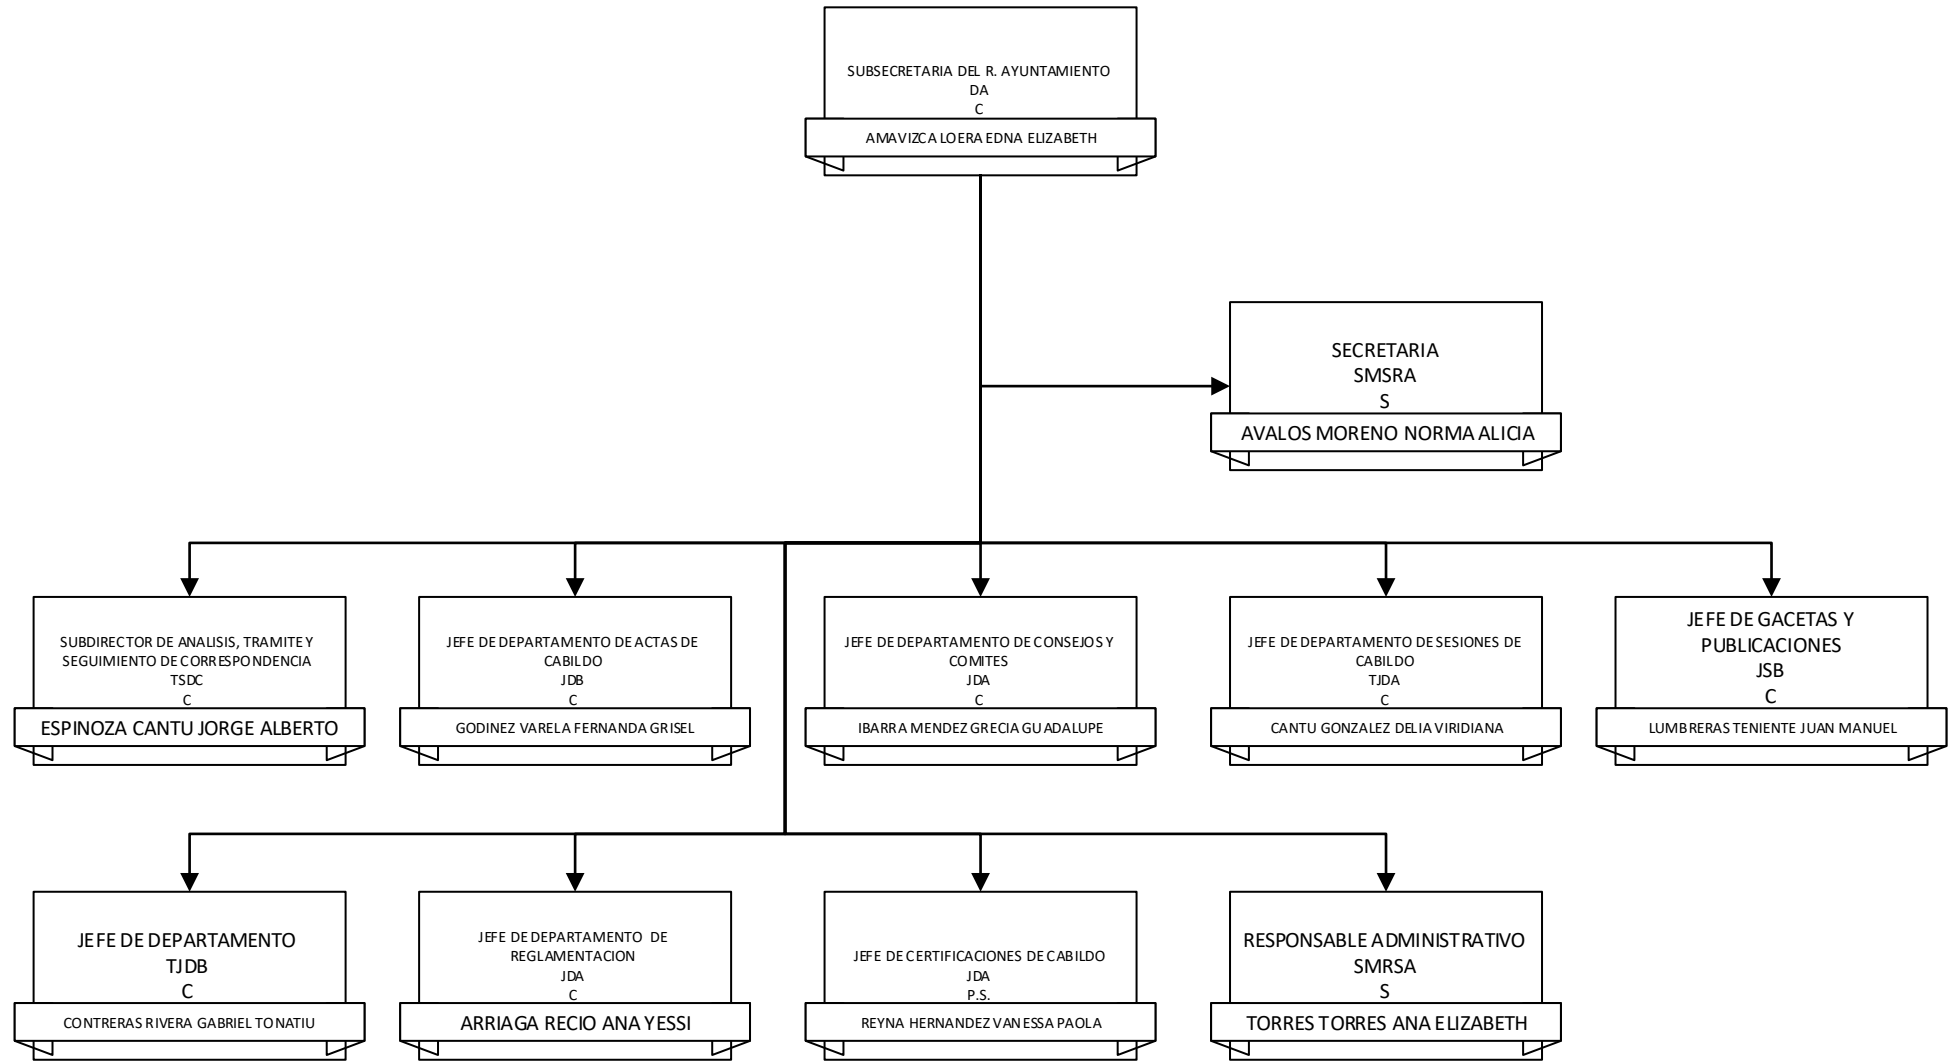 SUBSECRETARIA DEL R. AYUNTAMIENTO
DA
C
AMAVIZCA LOERA EDNA ELIZABETH
SECRETARIA
SMSRA
S
AVALOS MORENO NORMA ALICIA
SUBDIRECTOR DE ANALISIS, TRAMITE Y
SEGUIMIENTO DE CORRESPONDENCIA
TSDC
C
ESPINOZA CANTU JORGE ALBERTO
JEFE DE DEPARTAMENTO DE ACTAS DE
CABILDO
JDB
C
GODINEZ VARELA FERNANDA GRISEL
JEFE DE DEPARTAMENTO DE CONSEJOS Y
COMITES
JDA
C
IBARRA MENDEZ GRECIA GUADALUPE
JEFE DE DEPARTAMENTO DE SESIONES DE
CABILDO
TJDA
C
CANTU GONZALEZ DELIA VIRIDIANA
JEFE DE GACETAS Y
PUBLICACIONES
JSB
C
LUMBRERAS TENIENTE JUAN MANUEL
JEFE DE DEPARTAMENTO
TJDB
C
CONTRERAS RIVERA GABRIEL TONATIU
JEFE DE DEPARTAMENTO DE
REGLAMENTACION
JDA
C
ARRIAGA RECIO ANA YESSI
JEFE DE CERTIFICACIONES DE CABILDO
JDA
P.S.
REYNA HERNANDEZ VANESSA PAOLA
RESPONSABLE ADMINISTRATIVO
SMRSA
S
TORRES TORRES ANA ELIZABETH